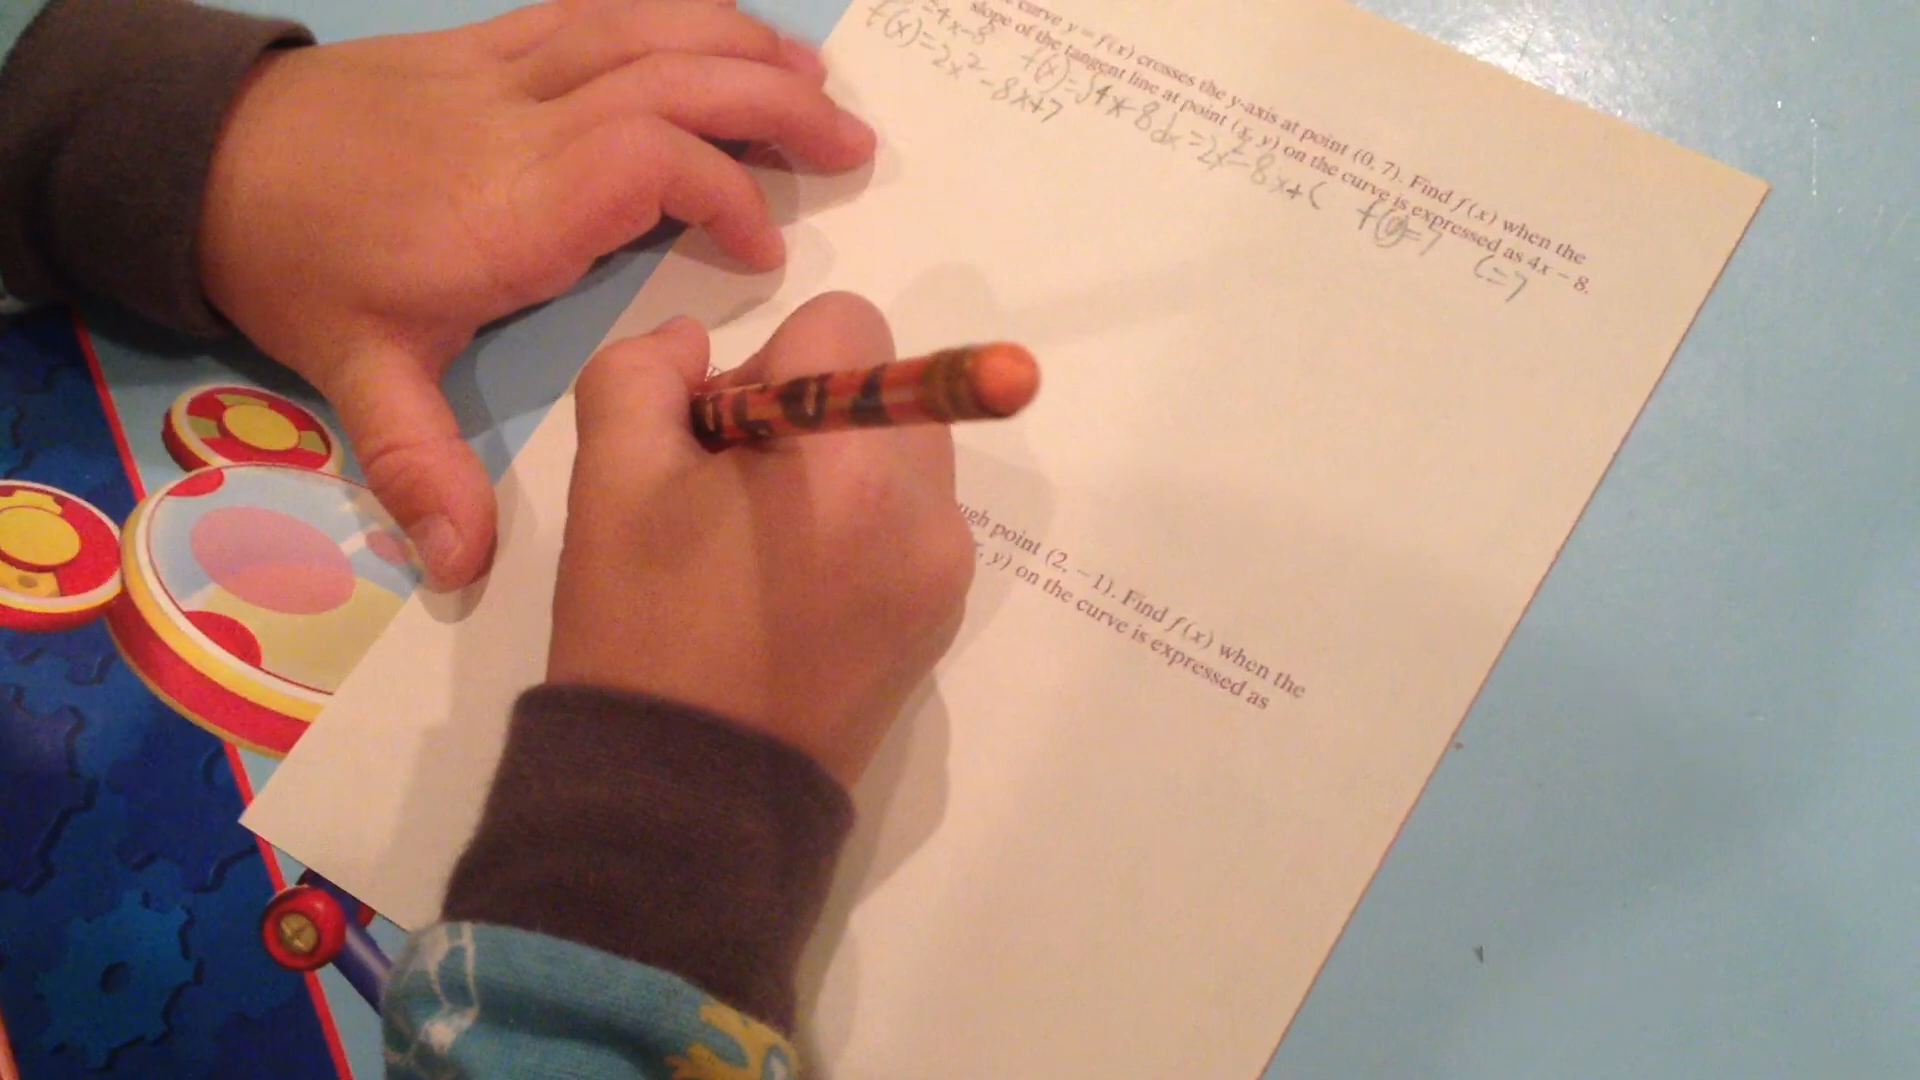 curve y = f(x) crosses the y-axis at point (0, 7). Find f(x) when the
slope of the tangent line at point (x, y) on the curve is expressed as 4x − 8.
=4x-8 f(x)=∫4x-8dx=2x²-8x+C f(0)=7 C=7
f(x)=2x²-8x+7
ugh point (2, −1). Find f(x) when the
, y) on the curve is expressed as